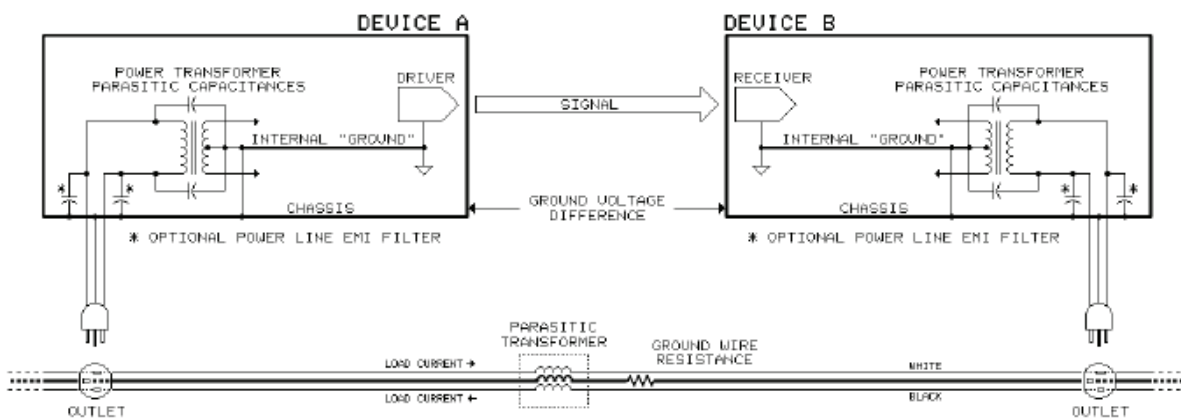 DEVICE A
DEVICE B
POWER TRANSFORMER
PARASITIC CAPACITANCES
DRIVER
RECEIVER
POWER TRANSFORMER
PARASITIC CAPACITANCES
SIGNAL
INTERNAL "GROUND"
INTERNAL "GROUND"
*
*
*
*
CHASSIS
GROUND VOLTAGE
DIFFERENCE
CHASSIS
* OPTIONAL POWER LINE EMI FILTER
* OPTIONAL POWER LINE EMI FILTER
PARASITIC
TRANSFORMER
GROUND WIRE
RESISTANCE
LOAD CURRENT
WHITE
LOAD CURRENT
BLACK
OUTLET
OUTLET